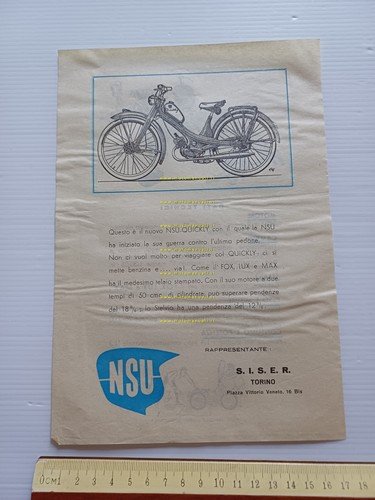 Questo è il nuovo NSU-QUICKLY con il quale la NSU
ha iniziato la sua guerra contro l'ultimo pedone.
Non ci vuol molto per viaggiare col QUICKLY: ci si
mette benzina e ... vai. Come il FOX, LUX e MAX
ha il medesimo telaio stampato. Con il suo motore a due
tempi di 50 cmc. di cilindrata, può superare pendenze
del 18%, lo Stelvio ha una pendenza del 12%.
RAPPRESENTANTE:
NSU
S. I. S. E. R.
TORINO
Piazza Vittorio Veneto, 16 Bis
0 CM 1 2 3 4 5 6 7 8 9 10 11 12 13 14 15 16 17 18